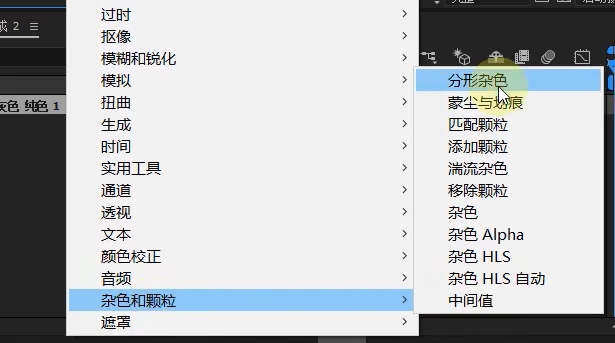 成 2
灰色 纯色 1
过时
抠像
模糊和锐化
模拟
扭曲
生成
时间
实用工具
通道
透视
文本
颜色校正
音频
杂色和颗粒
遮罩
分形杂色
蒙尘与划痕
匹配颗粒
添加颗粒
湍流杂色
移除颗粒
杂色
杂色 Alpha
杂色 HLS
杂色 HLS 自动
中间值